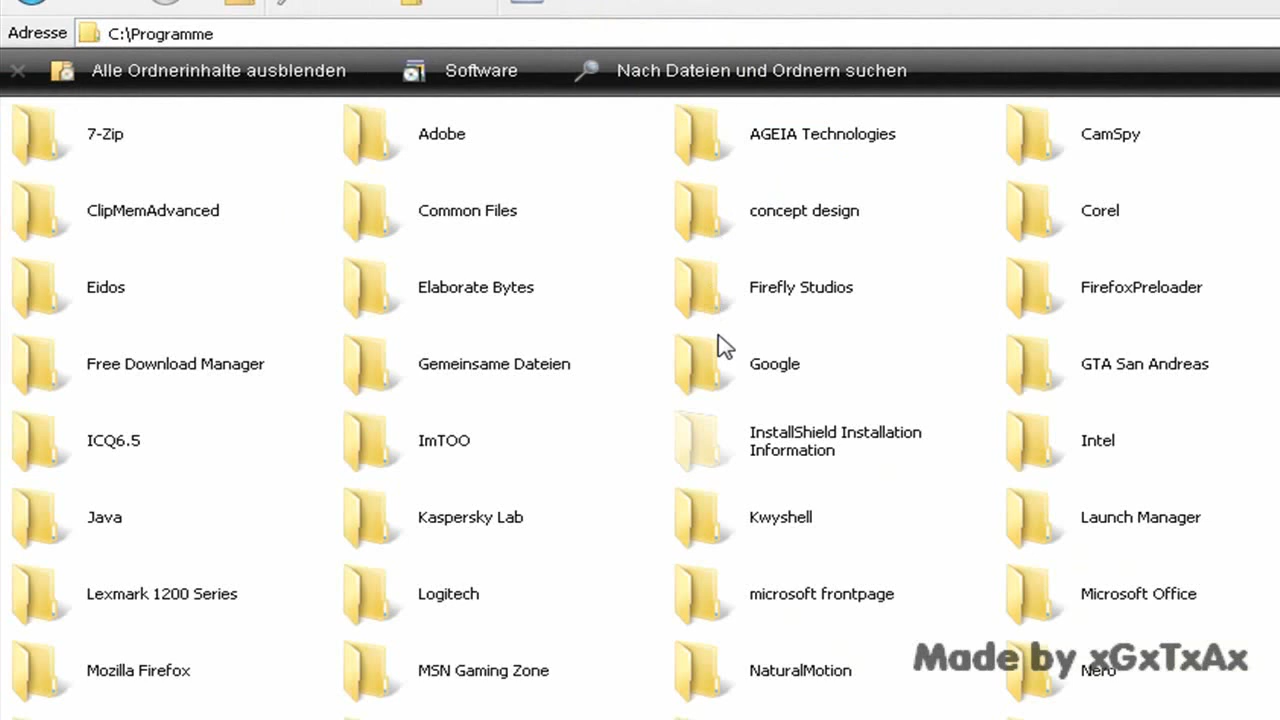 Adresse C:\Programme
Alle Ordnerinhalte ausblenden Software Nach Dateien und Ordnern suchen
7-Zip Adobe AGEIA Technologies CamSpy
ClipMemAdvanced Common Files concept design Corel
Eidos Elaborate Bytes Firefly Studios FirefoxPreloader
Free Download Manager Gemeinsame Dateien Google GTA San Andreas
ICQ6.5 ImTOO InstallShield Installation Information Intel
Java Kaspersky Lab Kwyshell Launch Manager
Lexmark 1200 Series Logitech microsoft frontpage Microsoft Office
Mozilla Firefox MSN Gaming Zone NaturalMotion Nero
Made by xGxTxAx